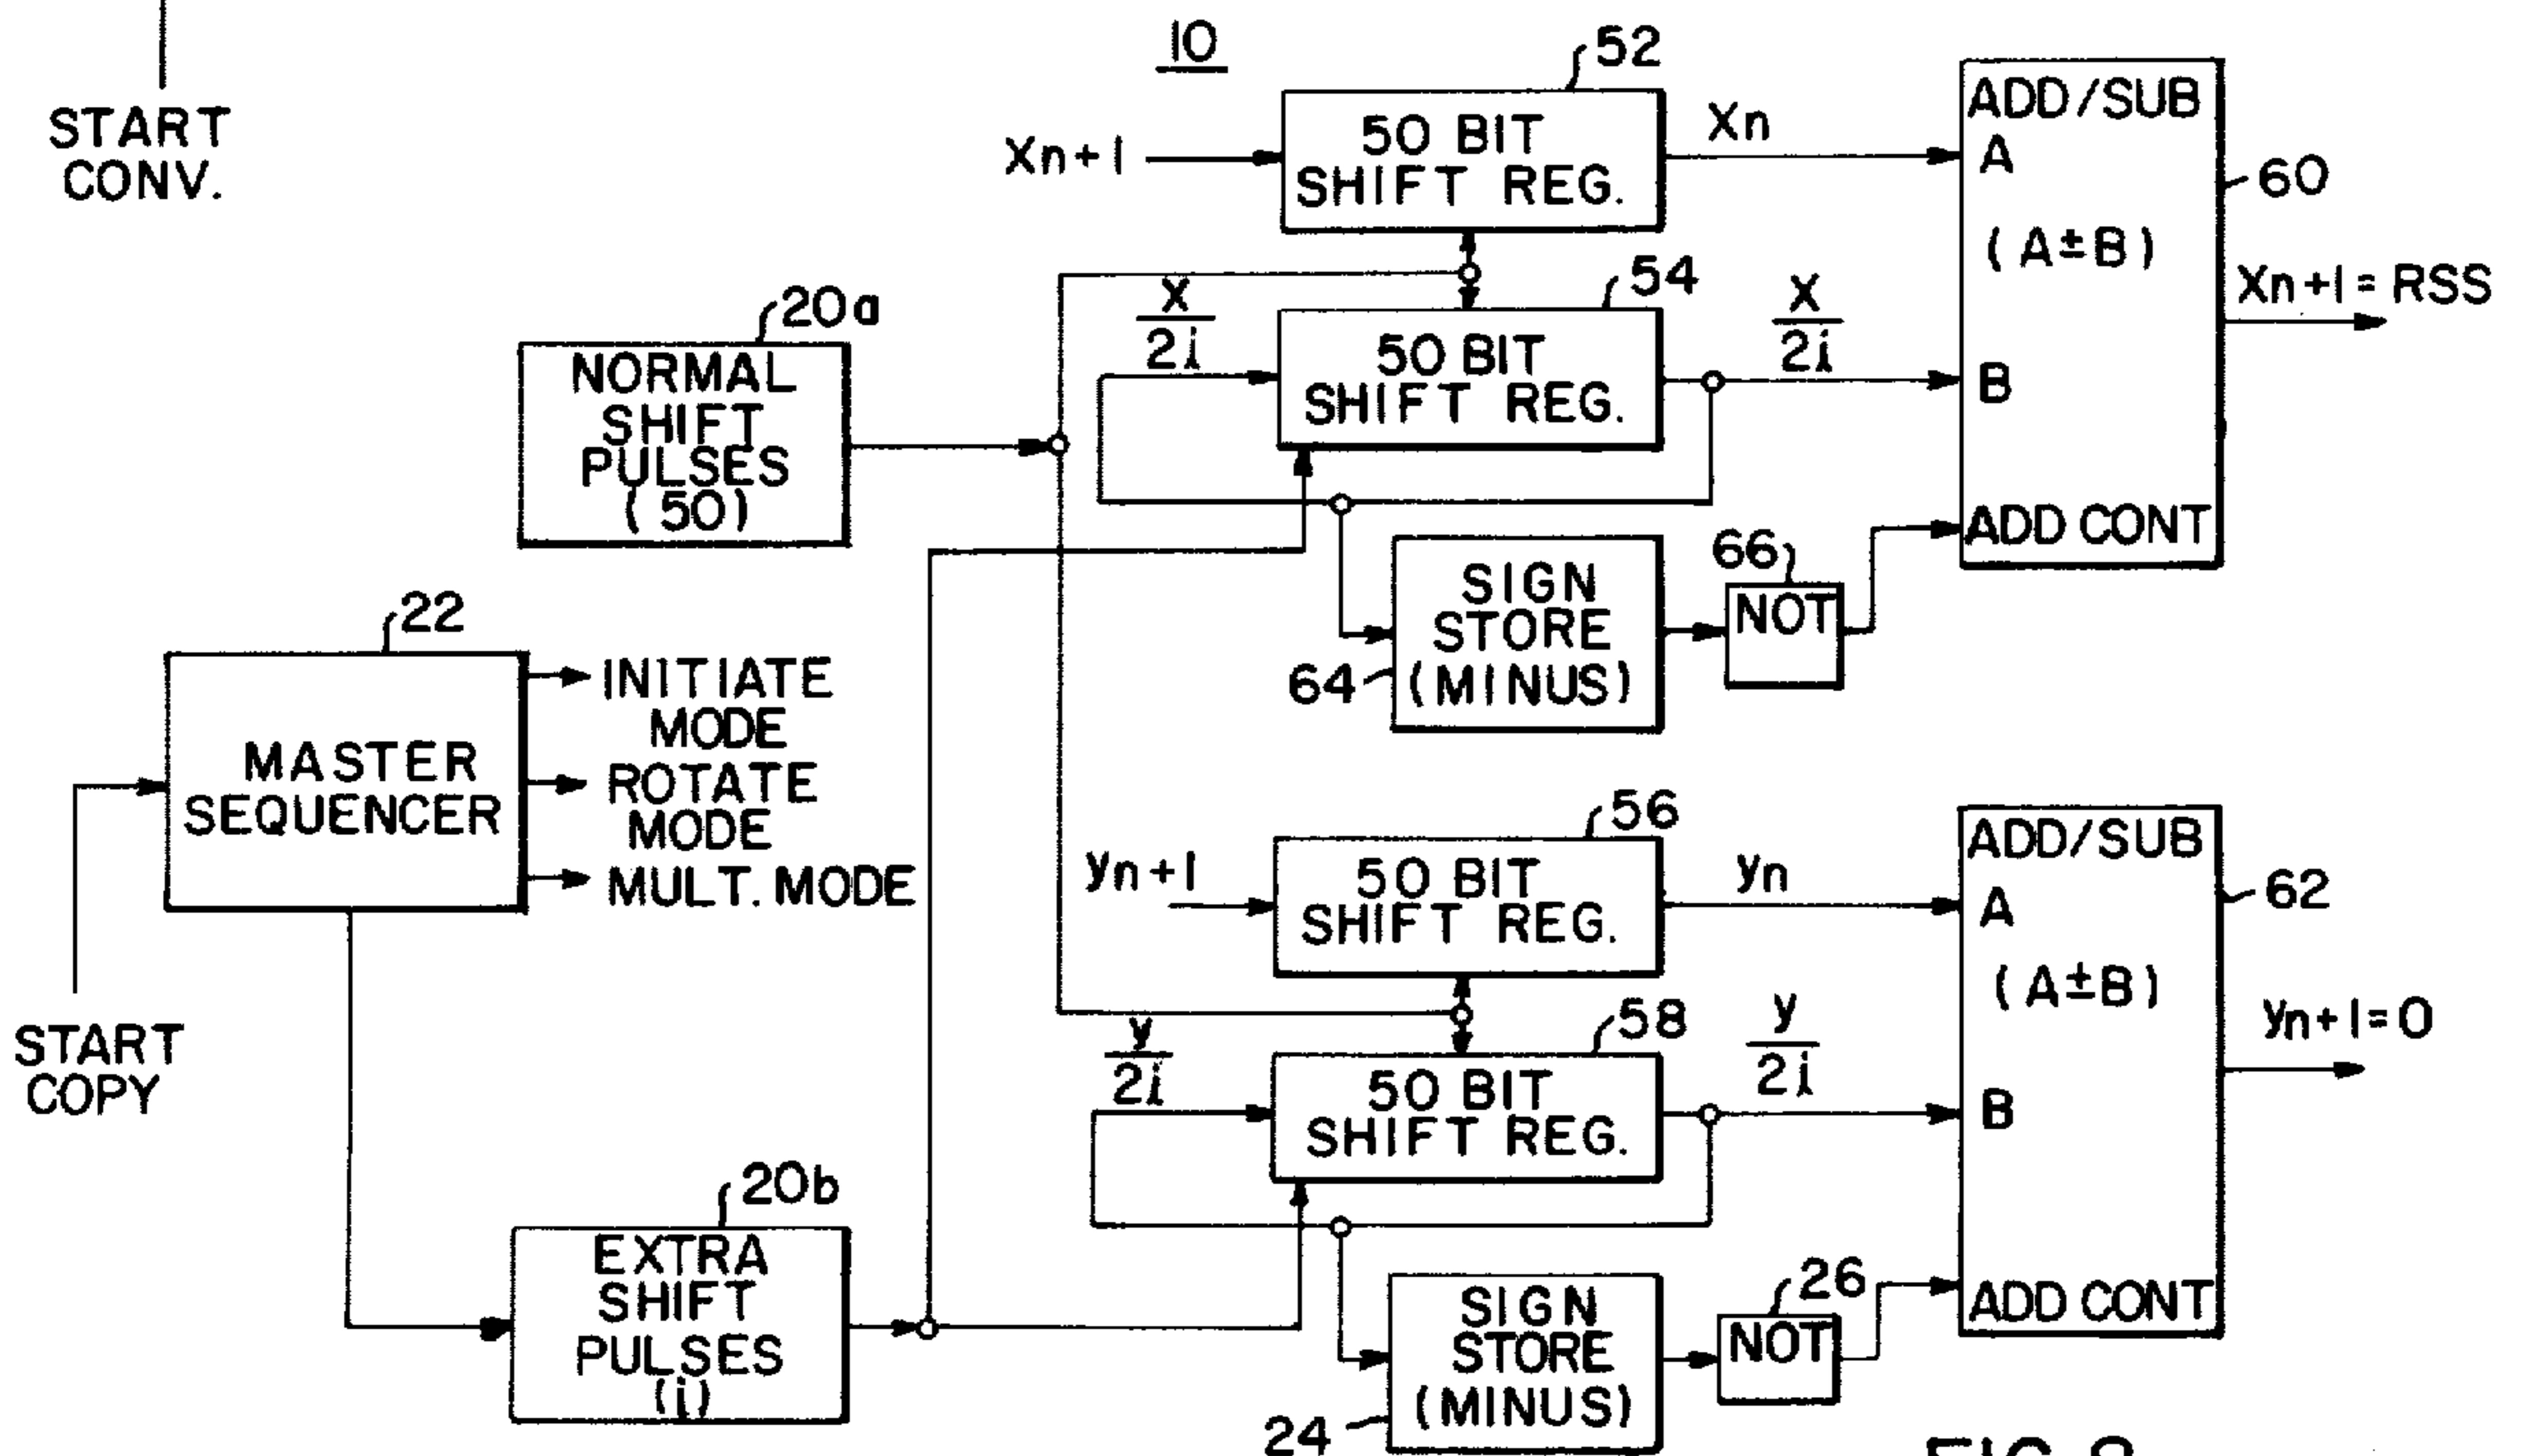 START
CONV.
10
52
Xn+1
50 BIT
SHIFT REG.
Xn
ADD/SUB
A
(A±B)
B
ADD CONT
60
Xn+1 = RSS
20a
NORMAL
SHIFT
PULSES
(50)
X
2i
54
50 BIT
SHIFT REG.
X
2i
SIGN
STORE
(MINUS)
64
66
NOT
22
MASTER
SEQUENCER
INITIATE
MODE
ROTATE
MODE
MULT. MODE
START
COPY
56
yn+1
50 BIT
SHIFT REG.
yn
ADD/SUB
A
(A±B)
B
ADD CONT
62
yn+1=0
y
2i
58
50 BIT
SHIFT REG.
y
2i
20b
EXTRA
SHIFT
PULSES
(i)
SIGN
STORE
(MINUS)
24
26
NOT